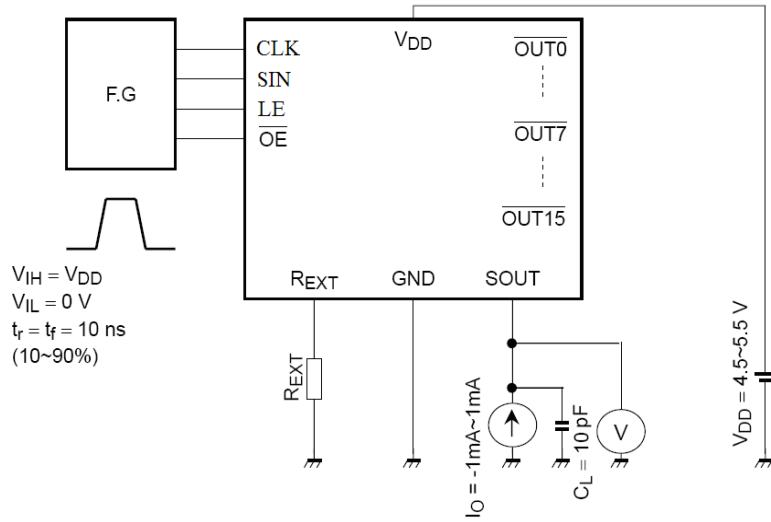 F.G
CLK
SIN
LE
OE
VDD
OUT0
OUT7
OUT15
REXT
GND
SOUT
VIH = VDD
VIL = 0 V
tr = tf = 10 ns
(10~90%)
REXT
IO = -1mA~1mA
CL = 10 pF
V
VDD = 4.5~5.5 V